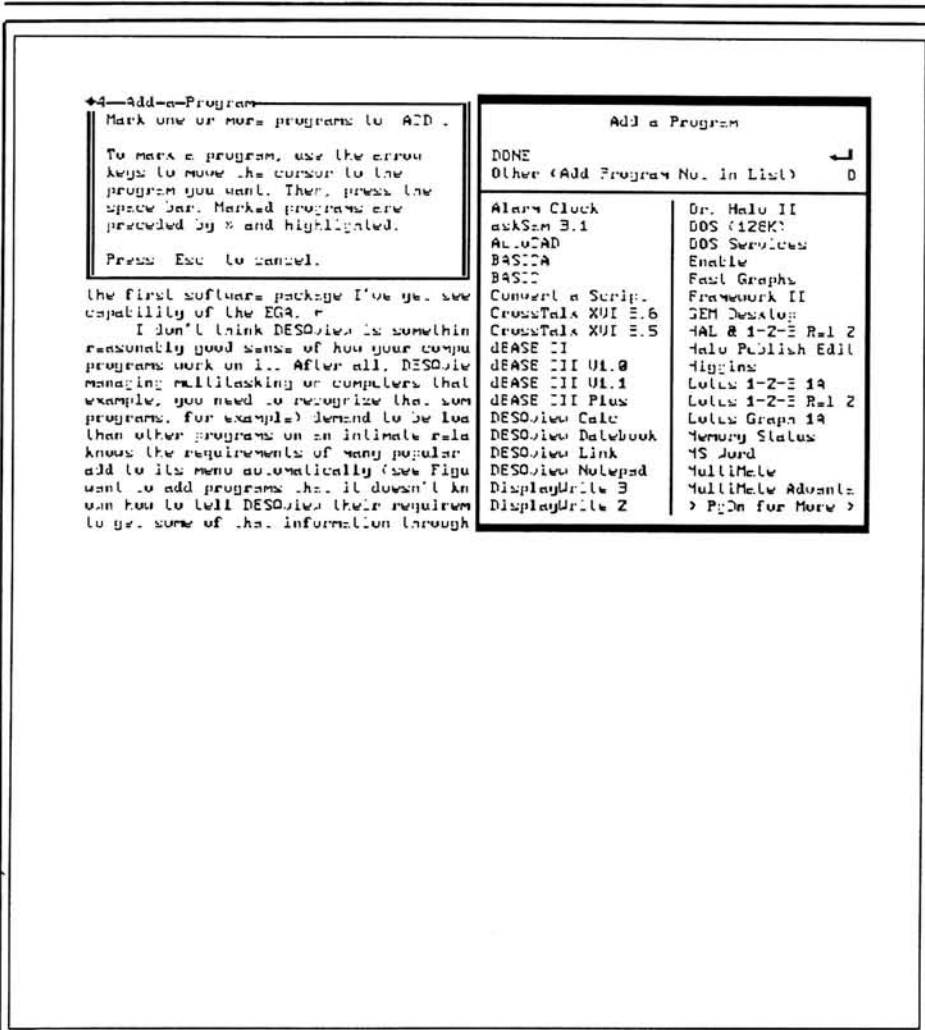 4—Add-a-Program
Mark one or more programs to ADD.
To mark a program, use the arrow
keys to move the cursor to the
program you want. Then, press the
space bar. Marked programs are
preceded by » and highlighted.
Press Esc to cancel.
the first software package I've yet see
capability of the EGA.
I don't think DESQview is somethin
reasonably good sense of how your compu
programs work on it. After all, DESQvie
managing multitasking or computers that
example, you need to recognize that som
programs, for example) demand to be loa
than other programs on an intimate rela
knows the requirements of many popular
add to its menu automatically (see Figu
want to add programs that it doesn't kn
own how to tell DESQview their requirem
to get some of that information through
Add a Program
DONE ↵
Other (Add Program Not in List) O
Alarm Clock
askSam 3.1
AutoCAD
BASICA
BASIC
Convert a Script
CrossTalk XVI 3.6
CrossTalk XVI 3.5
dBASE II
dBASE III V1.0
dBASE III V1.1
dBASE III Plus
DESQview Calc
DESQview Datebook
DESQview Link
DESQview Notepad
DisplayWrite 3
DisplayWrite 2
Dr. Halo II
DOS (128K)
DOS Services
Enable
Fast Graphs
Framework II
GEM Desktop
HAL & 1-2-3 Rel 2
Halo Publish Edit
Higgins
Lotus 1-2-3 1A
Lotus 1-2-3 Rel 2
Lotus Graph 1A
Memory Status
MS Word
MultiMate
MultiMate Advanta
> PgDn for More >